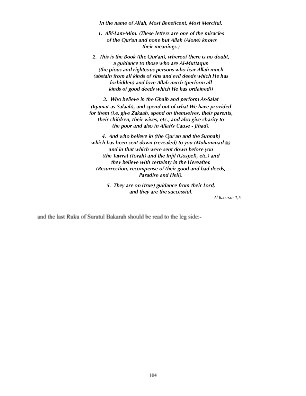 In the name of Allah, Most Beneficent, Most Merciful.
1. Alif-Lam-Mim. (These letters are one of the miracles
of the Qur'an and none but Allah (Alone) knows
their meanings.)
2. This is the Book (the Qur'an), whereof there is no doubt,
a guidance to those who are Al-Muttaqun
(the pious and righteous persons who fear Allah much
(abstain from all kinds of sins and evil deeds which He has
forbidden) and love Allah much (perform all
kinds of good deeds which He has ordained))
3. Who believe in the Ghaib and perform As-Salat
(Iqamat-as-Salaat), and spend out of what We have provided
for them (i.e. give Zakaah, spend on themselves, their parents,
their children, their wives, etc., and also give charity to
the poor and also in Allah's Cause - Jihad).
4. And who believe in (the Qur'an and the Sunnah)
which has been sent down (revealed) to you (Muhammad ﷺ
and in that which were sent down before you
(the Taurat (Torah) and the Injil (Gospel), etc.) and
they believe with certainty in the Hereafter.
(Resurrection, recompense of their good and bad deeds,
Paradise and Hell).
5. They are on (true) guidance from their Lord,
and they are the successful.
and the last Ruku of Suratul Bakarah should be read to the leg side:-
104